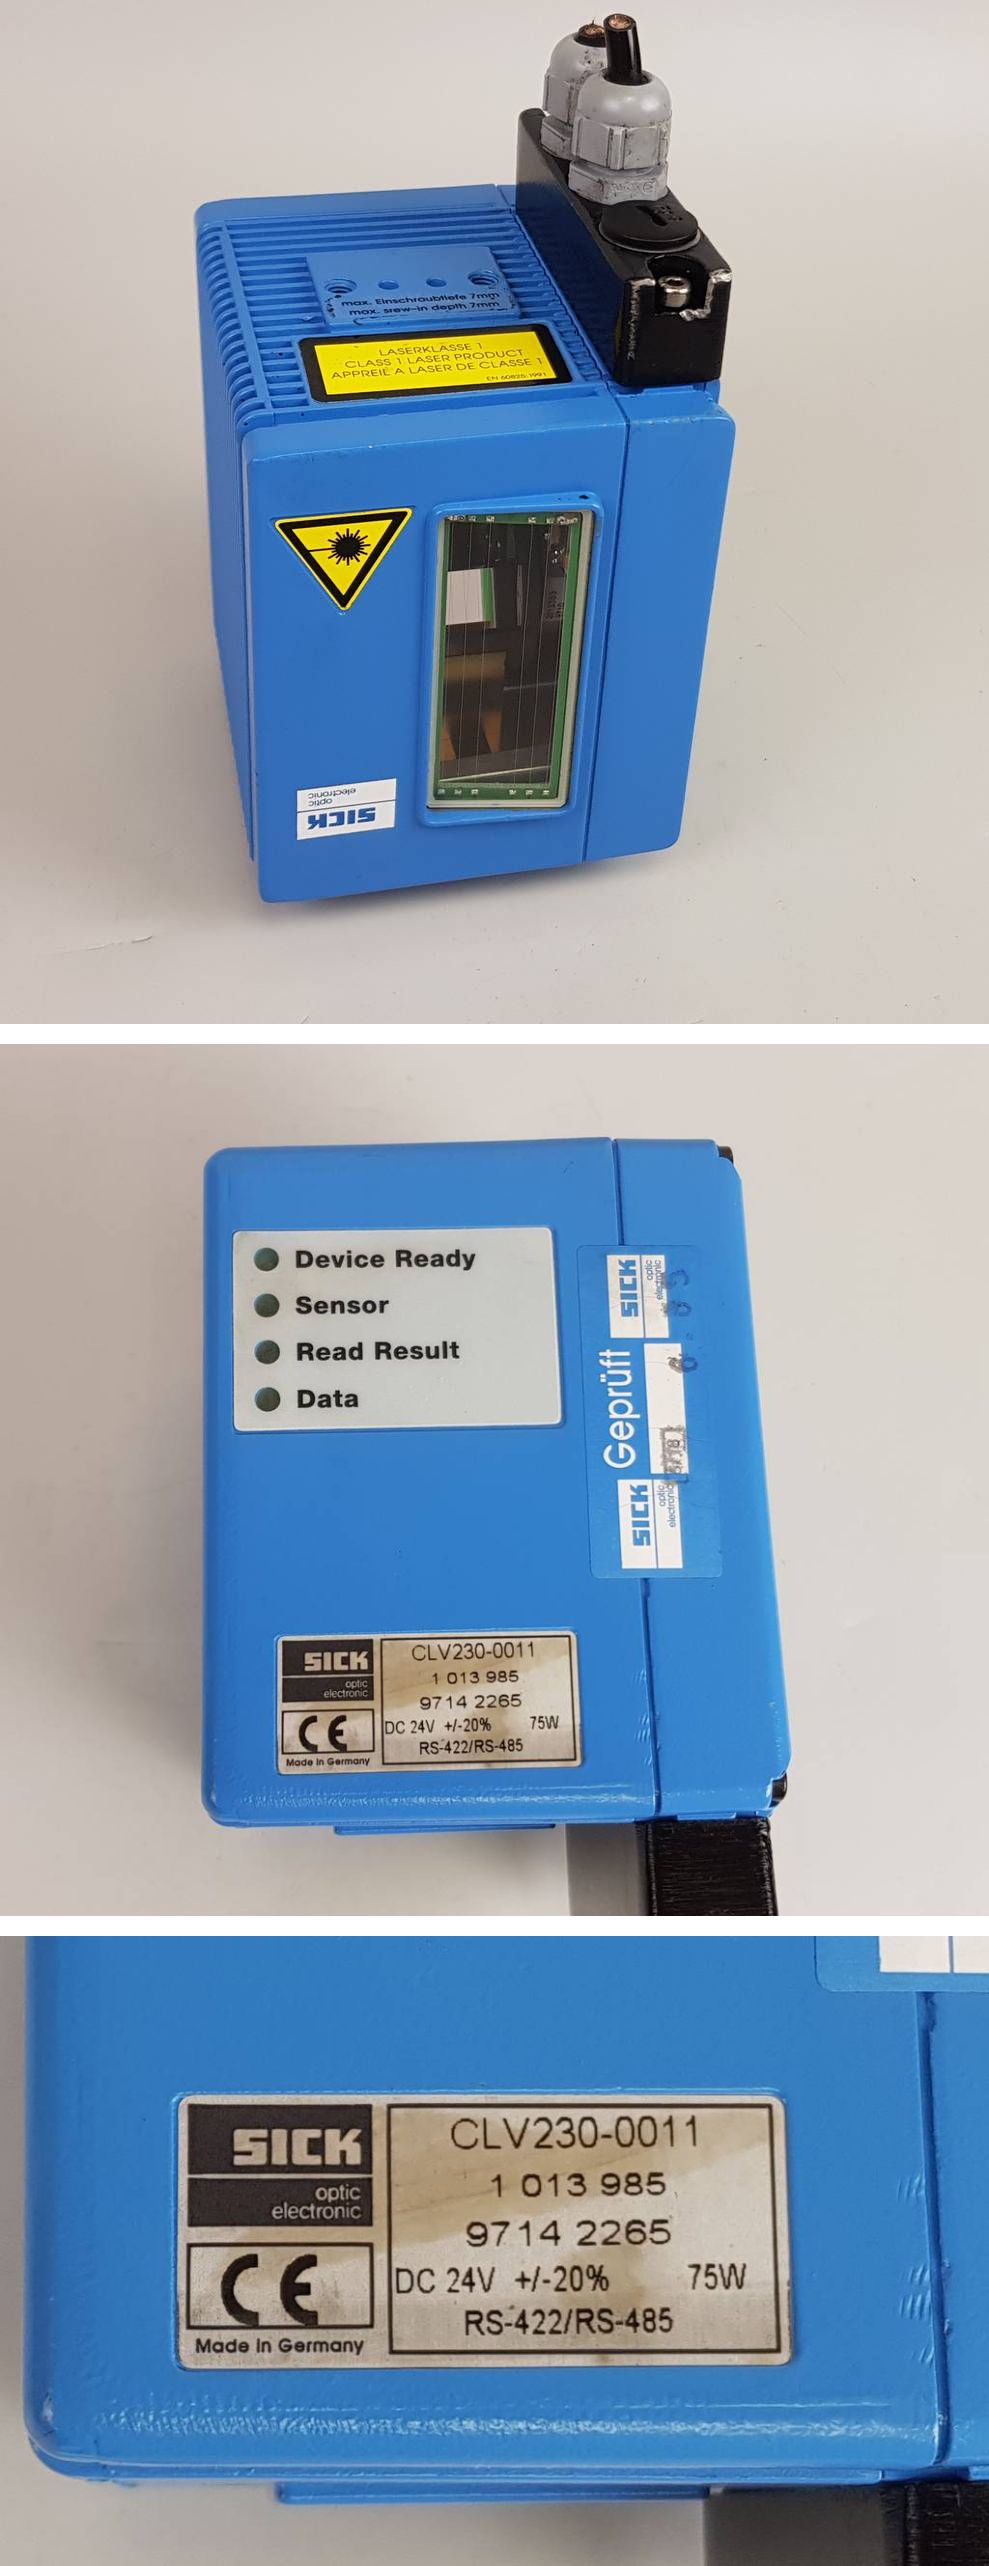 max. Einschraubtiefe 7mm
max. srew-in depth 7mm
LASERKLASSE 1
CLASS 1 LASER PRODUCT
APPREIL A LASER DE CLASSE 1
EN 60825:1991
SICK
optic
electronic
Device Ready
Sensor
Read Result
Data
SICK
optic
electronic
Geprüft
SICK
optic
electronic
SICK
optic
electronic
CE
Made in Germany
CLV230-0011
1 013 985
9714 2265
DC 24V +/-20% 75W
RS-422/RS-485
SICK
optic
electronic
CE
Made in Germany
CLV230-0011
1 013 985
9714 2265
DC 24V +/-20% 75W
RS-422/RS-485